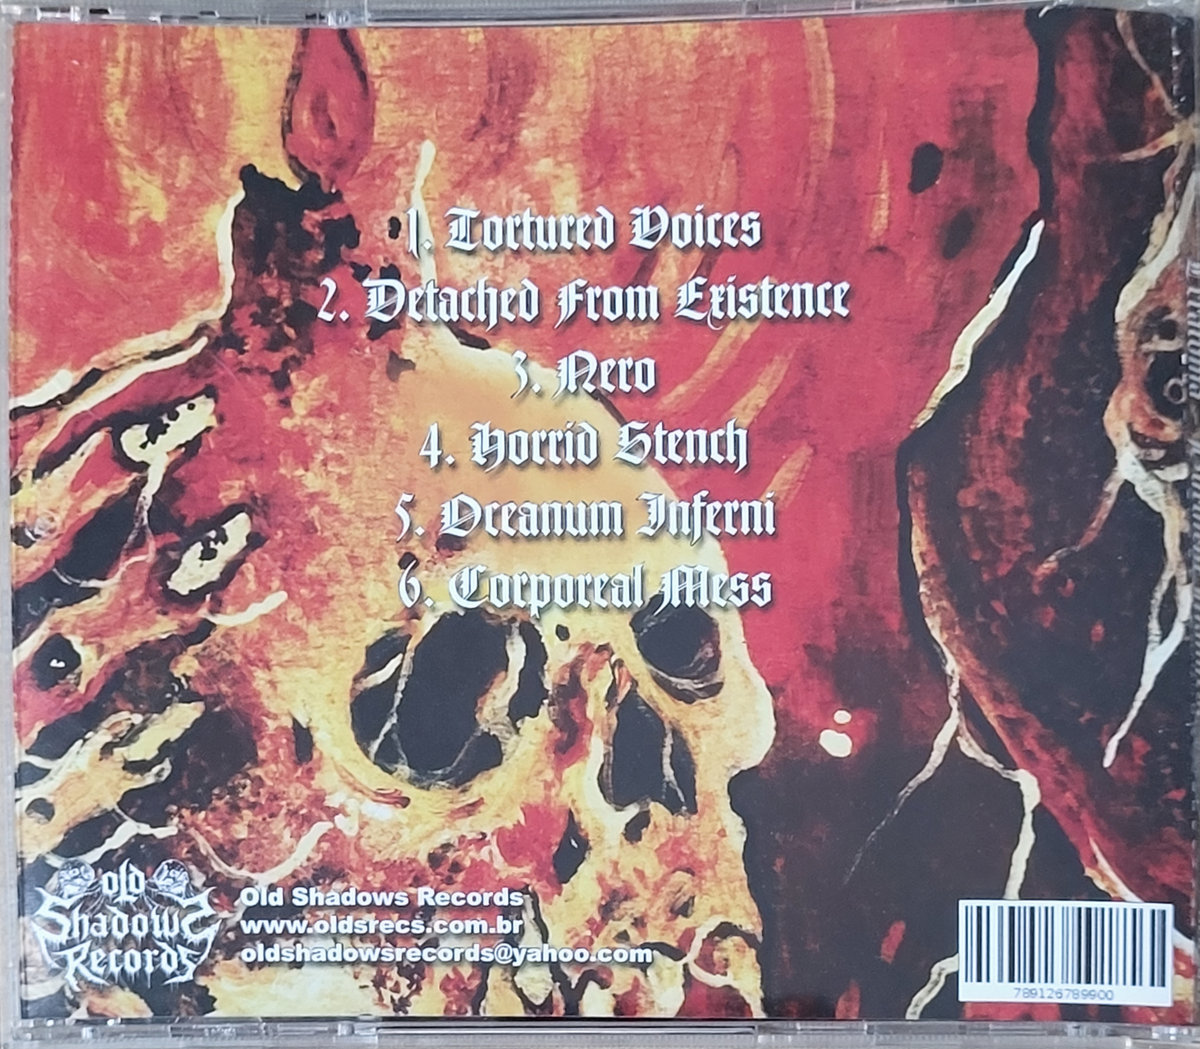 1. Tortured Voices
2. Detached From Existence
3. Nero
4. Horrid Stench
5. Oceanum Inferni
6. Corporeal Mess
old
Shadows
Records
Old Shadows Records
www.oldsrecs.com.br
oldshadowsrecords@yahoo.com
789126789900